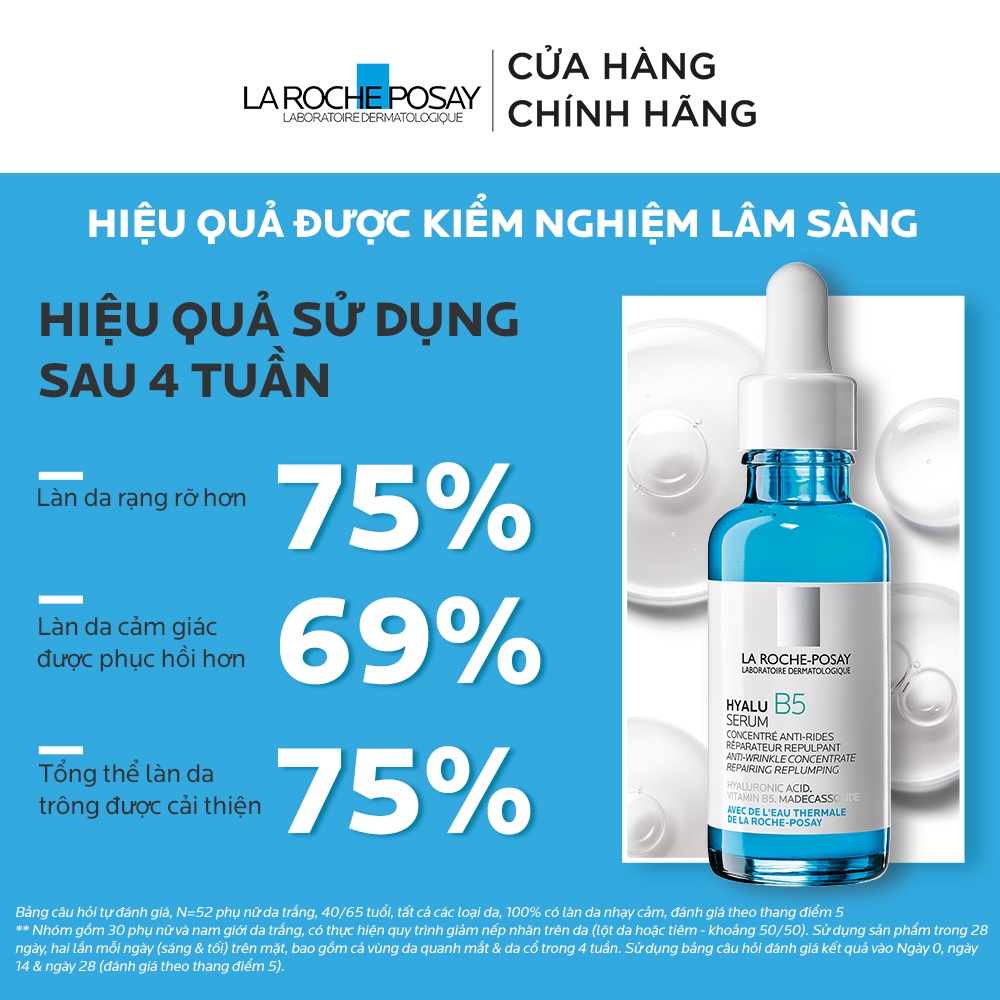 LA ROCHE POSAY
LABORATOIRE DERMATOLOGIQUE
CỬA HÀNG
CHÍNH HÃNG
HIỆU QUẢ ĐƯỢC KIỂM NGHIỆM LÂM SÀNG
HIỆU QUẢ SỬ DỤNG
SAU 4 TUẦN
Làn da rạng rỡ hơn
75%
Làn da cảm giác
được phục hồi hơn
69%
Tổng thể làn da
trông được cải thiện
75%
LA ROCHE-POSAY
LABORATOIRE DERMATOLOGIQUE
HYALU B5
SERUM
CONCENTRÉ ANTI-RIDES
RÉPARATEUR REPULPANT
ANTI-WRINKLE CONCENTRATE
REPAIRING REPLUMPING
HYALURONIC ACID.
VITAMIN B5. MADECASSOSIDE
AVEC DE L'EAU THERMALE
DE LA ROCHE-POSAY
Bảng câu hỏi tự đánh giá, N=52 phụ nữ da trắng, 40/65 tuổi, tất cả các loại da, 100% có làn da nhạy cảm, đánh giá theo thang điểm 5
** Nhóm gồm 30 phụ nữ và nam giới da trắng, có thực hiện quy trình giảm nếp nhăn trên da (lột da hoặc tiêm - khoảng 50/50). Sử dụng sản phẩm trong 28
ngày, hai lần mỗi ngày (sáng & tối) trên mặt, bao gồm cả vùng da quanh mắt & da cổ trong 4 tuần. Sử dụng bảng câu hỏi đánh giá kết quả vào Ngày 0, ngày
14 & ngày 28 (đánh giá theo thang điểm 5).